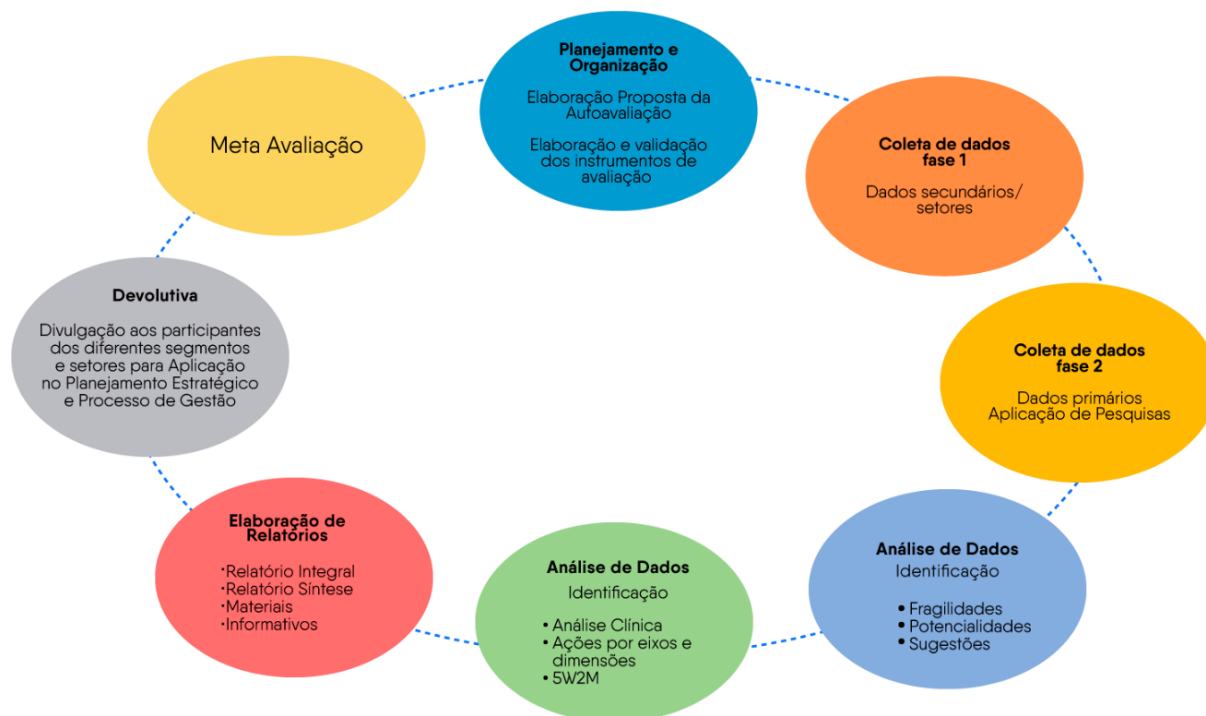 Planejamento e
Organização
Elaboração Proposta da
Autoavaliação
Elaboração e validação
dos instrumentos de
avaliação
Coleta de dados
fase 1
Dados secundários/
setores
Coleta de dados
fase 2
Dados primários
Aplicação de Pesquisas
Análise de Dados
Identificação
• Fragilidades
• Potencialidades
• Sugestões
Análise de Dados
Identificação
• Análise Clínica
• Ações por eixos e
dimensões
• 5W2M
Elaboração de
Relatórios
·Relatório Integral
·Relatório Síntese
·Materiais
·Informativos
Devolutiva
Divulgação aos participantes
dos diferentes segmentos
e setores para Aplicação
no Planejamento Estratégico
e Processo de Gestão
Meta Avaliação